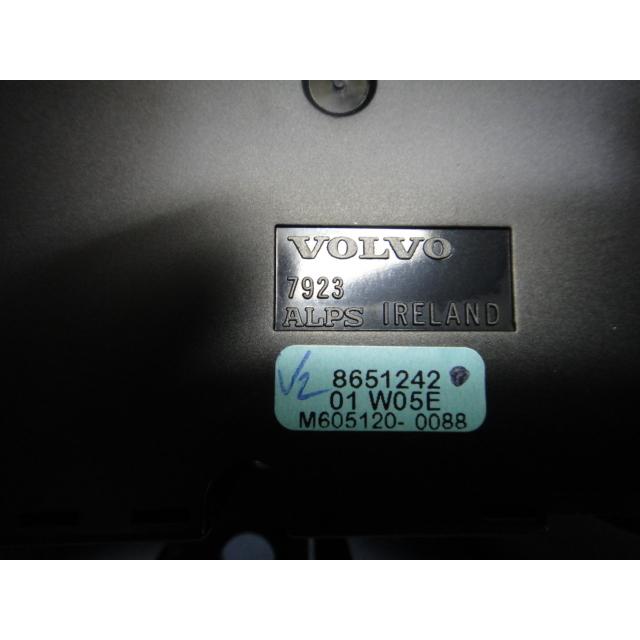 VOLVO
7923
ALPS IRELAND
V2 8651242
01 W05E
M605120- 0088